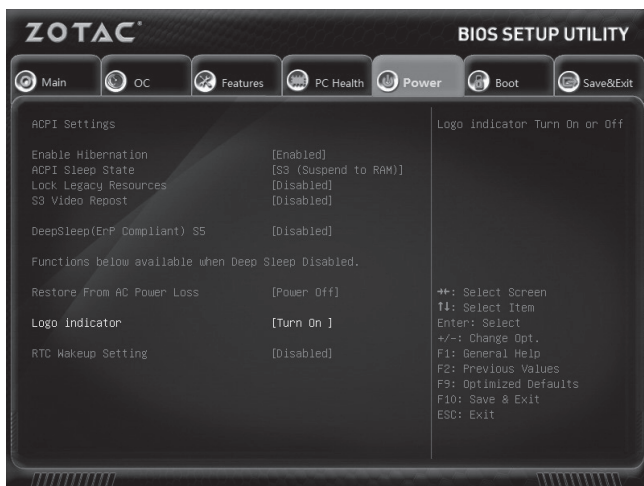 ZOTAC
BIOS SETUP UTILITY
Main
OC
Features
PC Health
Power
Boot
Save&Exit
ACPI Settings
Logo indicator Turn On or Off
Enable Hibernation [Enabled]
ACPI Sleep State [S3 (Suspend to RAM)]
Lock Legacy Resources [Disabled]
S3 Video Repost [Disabled]
DeepSleep(ErP Compliant) S5 [Disabled]
Functions below available when Deep Sleep Disabled.
Restore From AC Power Loss [Power Off]
Logo indicator [Turn On ]
RTC Wakeup Setting [Disabled]
→←: Select Screen
↑↓: Select Item
Enter: Select
+/-: Change Opt.
F1: General Help
F2: Previous Values
F9: Optimized Defaults
F10: Save & Exit
ESC: Exit